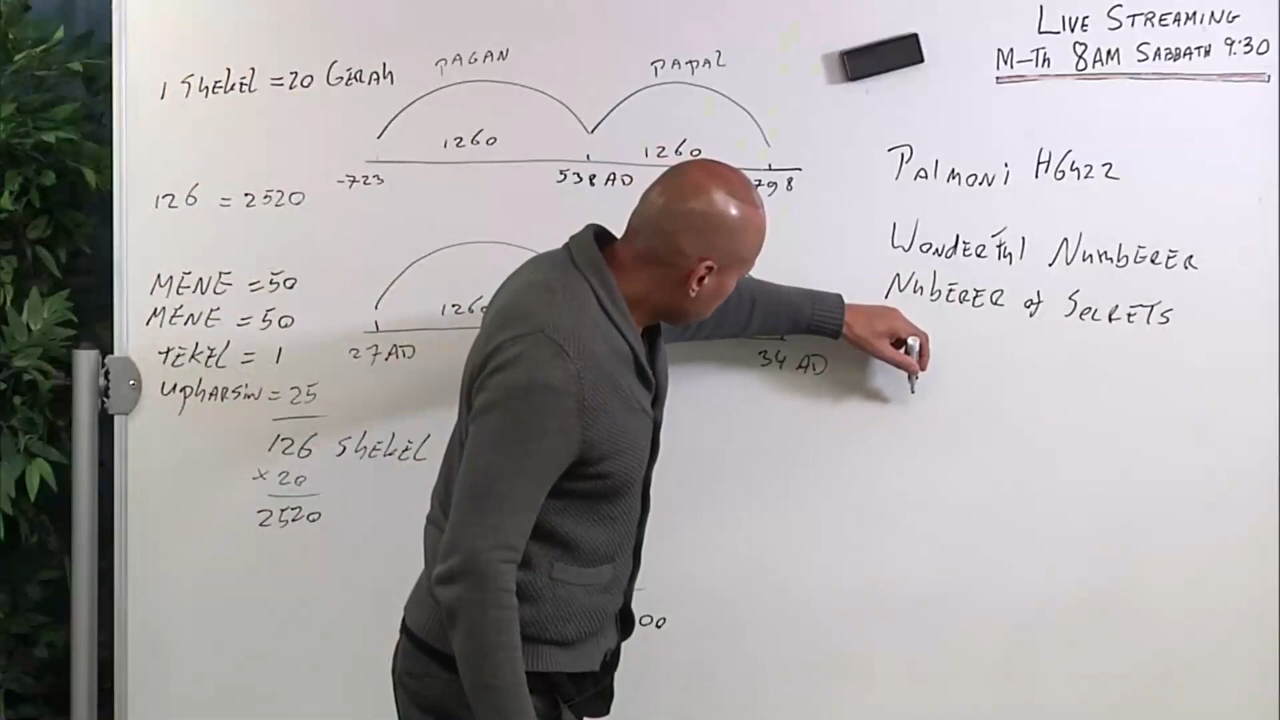 LIVE STREAMING
M-Th 8AM SABBATH 9:30
1 ShEKEL = 20 GERAH
PAGAN
PAPAL
1260
1260
-723
538 AD
798
126 = 2520
MENE = 50
MENE = 50
tEKEL = 1
UphARSiN = 25
126 ShEKEL
x 20
2520
27 AD
34 AD
PAlmoNi H6422
WoNDERful NumBERER
NuBERER of SECRETS